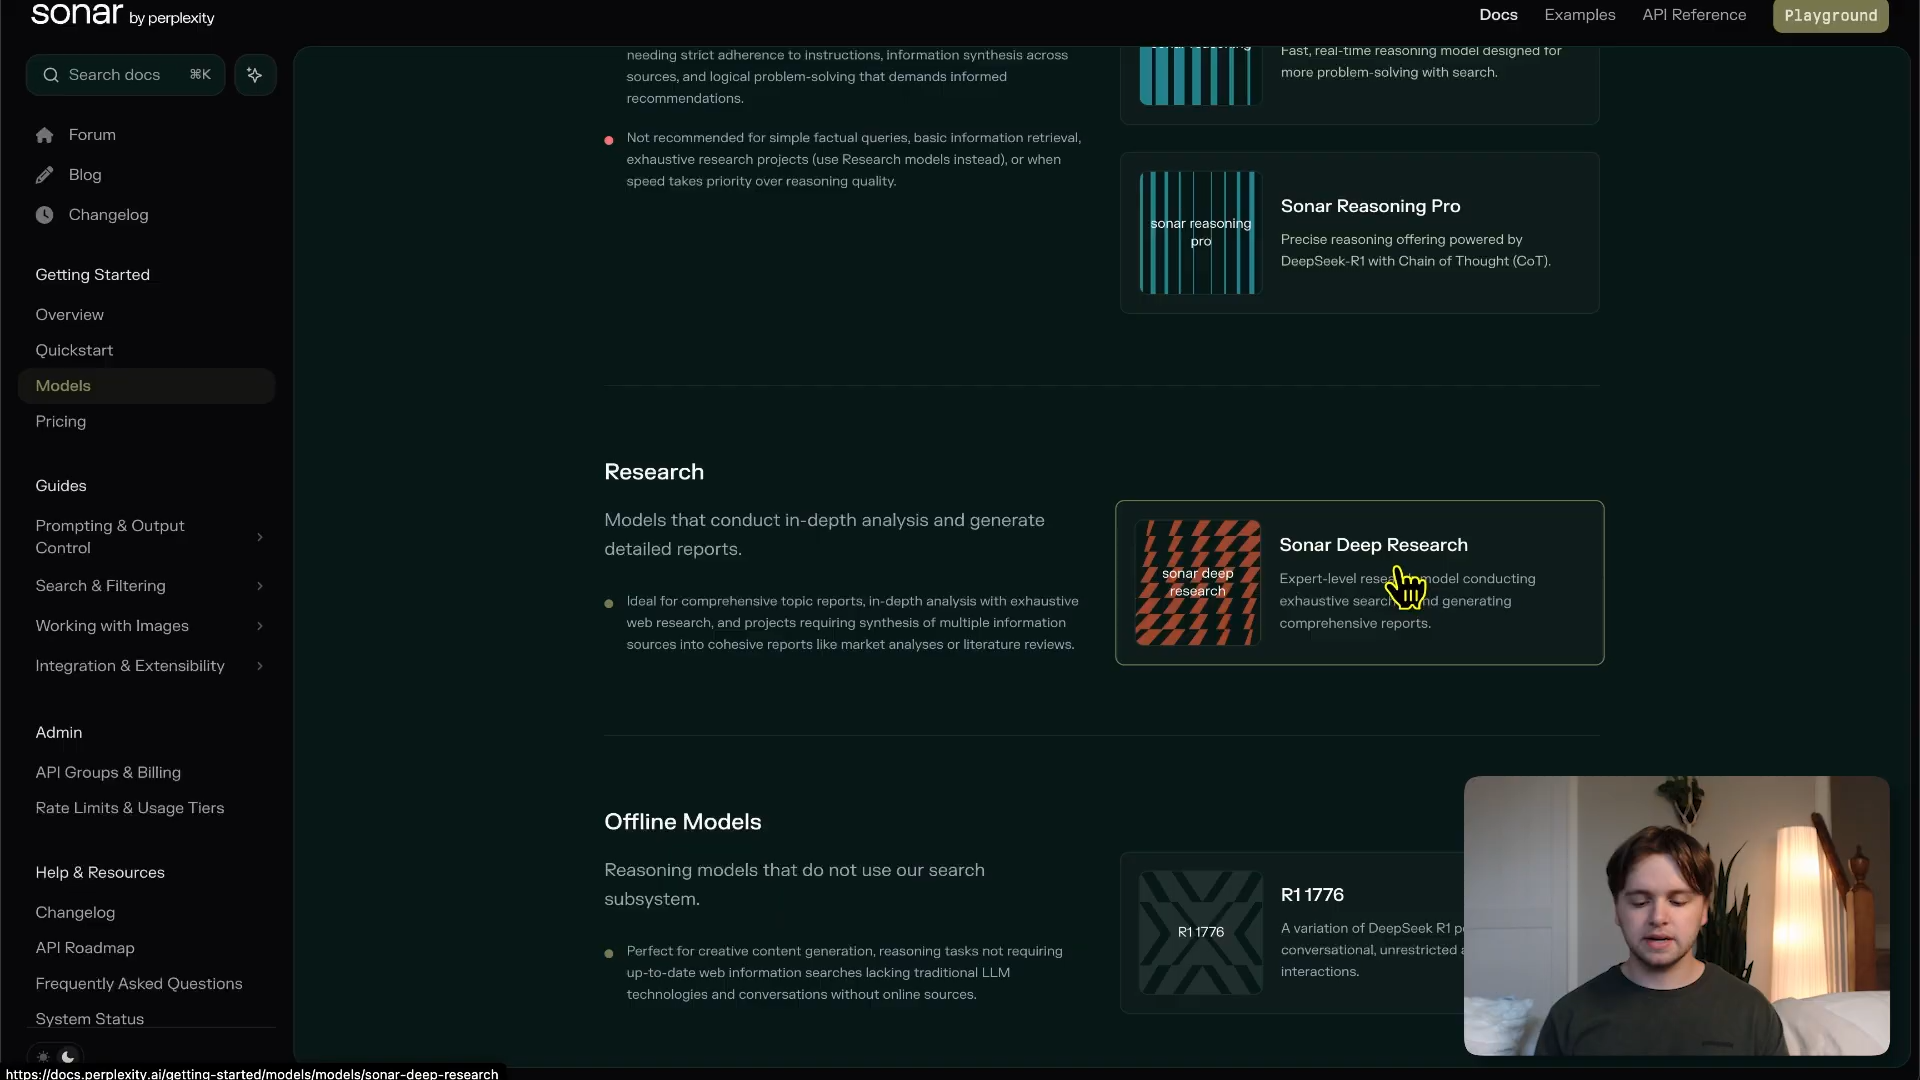 sonar by perplexity
Docs
Examples
API Reference
Playground
Search docs
⌘K
Forum
Blog
Changelog
Getting Started
Overview
Quickstart
Models
Pricing
Guides
Prompting & Output
Control
Search & Filtering
Working with Images
Integration & Extensibility
Admin
API Groups & Billing
Rate Limits & Usage Tiers
Help & Resources
Changelog
API Roadmap
Frequently Asked Questions
System Status
https://docs.perplexity.ai/getting-started/models/models/sonar-deep-research
needing strict adherence to instructions, information synthesis across
sources, and logical problem-solving that demands informed
recommendations.
Not recommended for simple factual queries, basic information retrieval,
exhaustive research projects (use Research models instead), or when
speed takes priority over reasoning quality.
Fast, real-time reasoning model designed for
more problem-solving with search.
sonar reasoning
pro
Sonar Reasoning Pro
Precise reasoning offering powered by
DeepSeek-R1 with Chain of Thought (CoT).
Research
Models that conduct in-depth analysis and generate
detailed reports.
Ideal for comprehensive topic reports, in-depth analysis with exhaustive
web research, and projects requiring synthesis of multiple information
sources into cohesive reports like market analyses or literature reviews.
sonar deep
research
Sonar Deep Research
Expert-level model conducting
exhaustive generating
comprehensive reports.
Offline Models
Reasoning models that do not use our search
subsystem.
Perfect for creative content generation, reasoning tasks not requiring
up-to-date web information searches lacking traditional LLM
technologies and conversations without online sources.
R1 1776
R1 1776
A variation of DeepSeek R1
conversational, unrestricted
interactions.